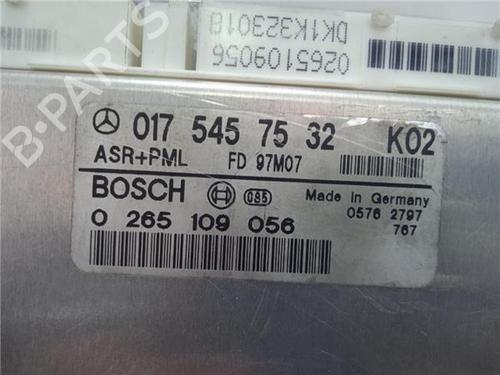 DK1K323018
0265109056
B-PARTS
017 545 75 32 K02
ASR+PML FD 97M07
BOSCH 085 Made in Germany
0 265 109 056 0576 2797
767